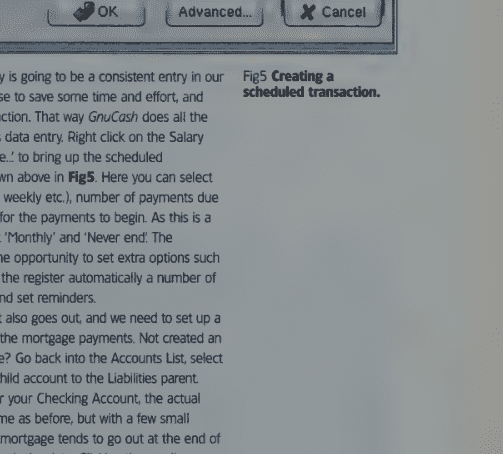 OK Advanced... Cancel
y is going to be a consistent entry in our
se to save some time and effort, and
action. That way GnuCash does all the
s data entry. Right click on the Salary
e...' to bring up the scheduled
wn above in Fig5. Here you can select
weekly etc.), number of payments due
for the payments to begin. As this is a
'Monthly' and 'Never end'. The
he opportunity to set extra options such
the register automatically a number of
nd set reminders.
t also goes out, and we need to set up a
the mortgage payments. Not created an
e? Go back into the Accounts List, select
hild account to the Liabilities parent.
r your Checking Account, the actual
me as before, but with a few small
mortgage tends to go out at the end of
Fig5 Creating a
scheduled transaction.